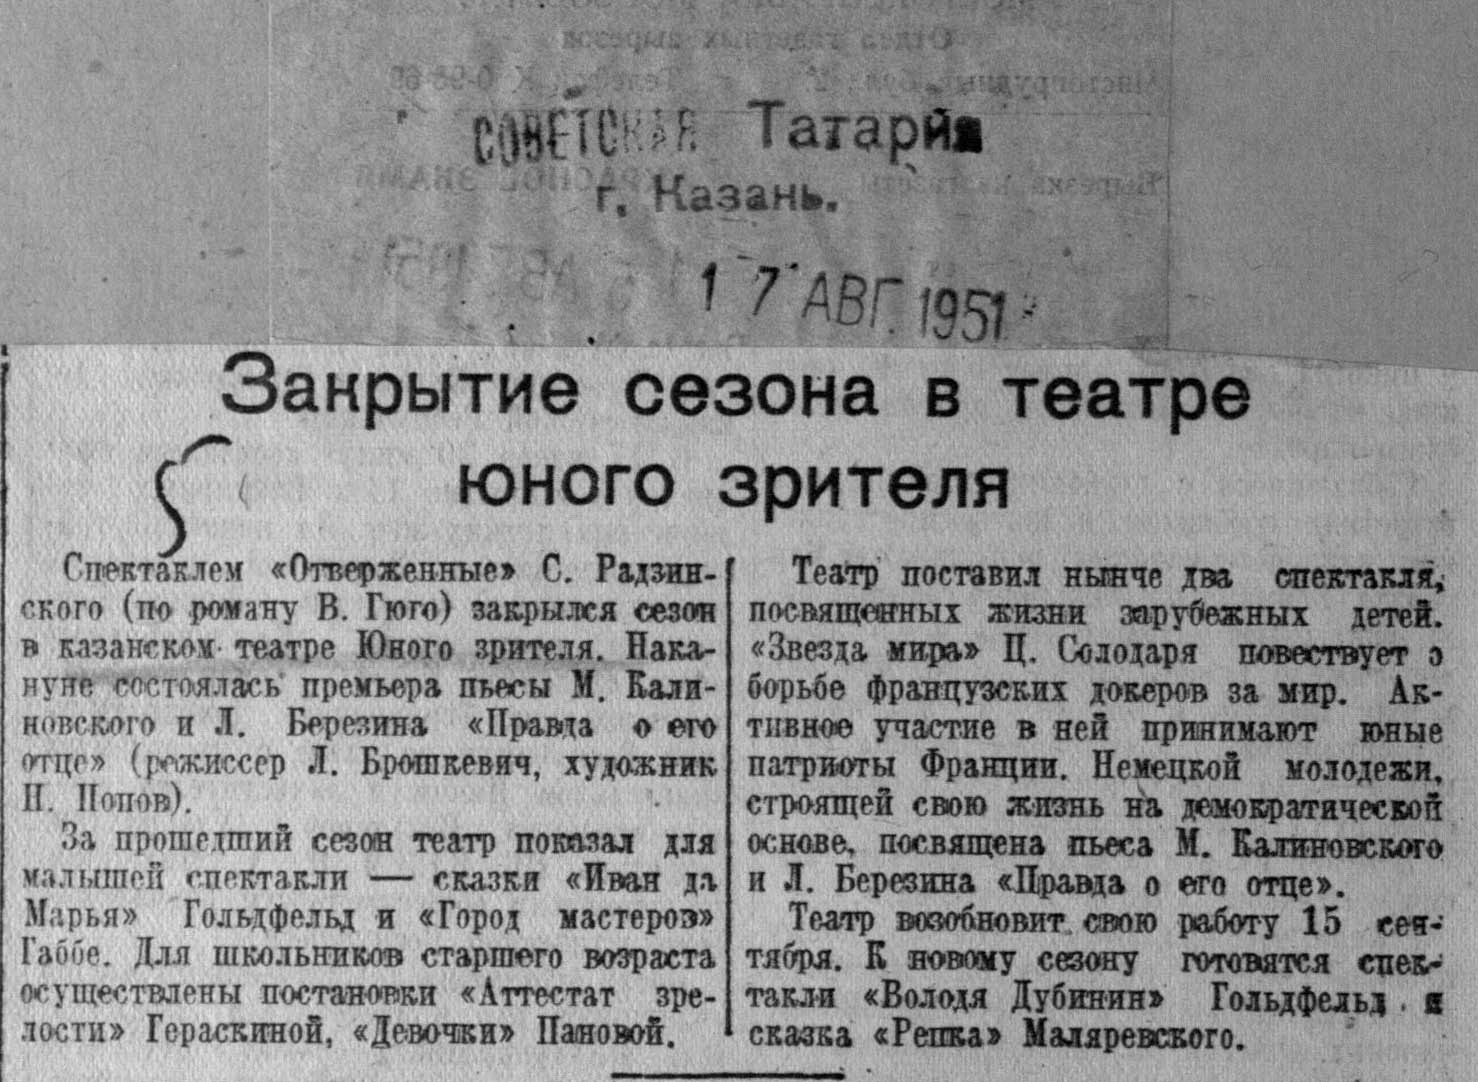 Отдел газетных вырезок
СОВЕТСКАЯ Татария
г. Казань.
17 АВГ. 1951
Закрытие сезона в театре
юного зрителя
Спектаклем «Отверженные» С. Радзин-
ского (по роману В. Гюго) закрылся сезон
в казанском театре Юного зрителя. Нака-
нуне состоялась премьера пьесы М. Кали-
новского и Л. Березина «Правда о его
отце» (режиссер Л. Брошкевич, художник
Н. Попов).
За прошедший сезон театр показал для
малышей спектакли — сказки «Иван да
Марья» Гольдфельд и «Город мастеров»
Габбе. Для школьников старшего возраста
осуществлены постановки «Аттестат зре-
лости» Гераскиной, «Девочки» Пановой.
Театр поставил нынче два спектакля,
посвященных жизни зарубежных детей.
«Звезда мира» Ц. Солодаря повествует о
борьбе французских докеров за мир. Ак-
тивное участие в ней принимают юные
патриоты Франции. Немецкой молодежи,
строящей свою жизнь на демократической
основе, посвящена пьеса М. Калиновского
и Л. Березина «Правда о его отце».
Театр возобновит свою работу 15 сен-
тября. К новому сезону готовятся спек-
такли «Володя Дубинин» Гольдфельд и
сказка «Репка» Маляревского.